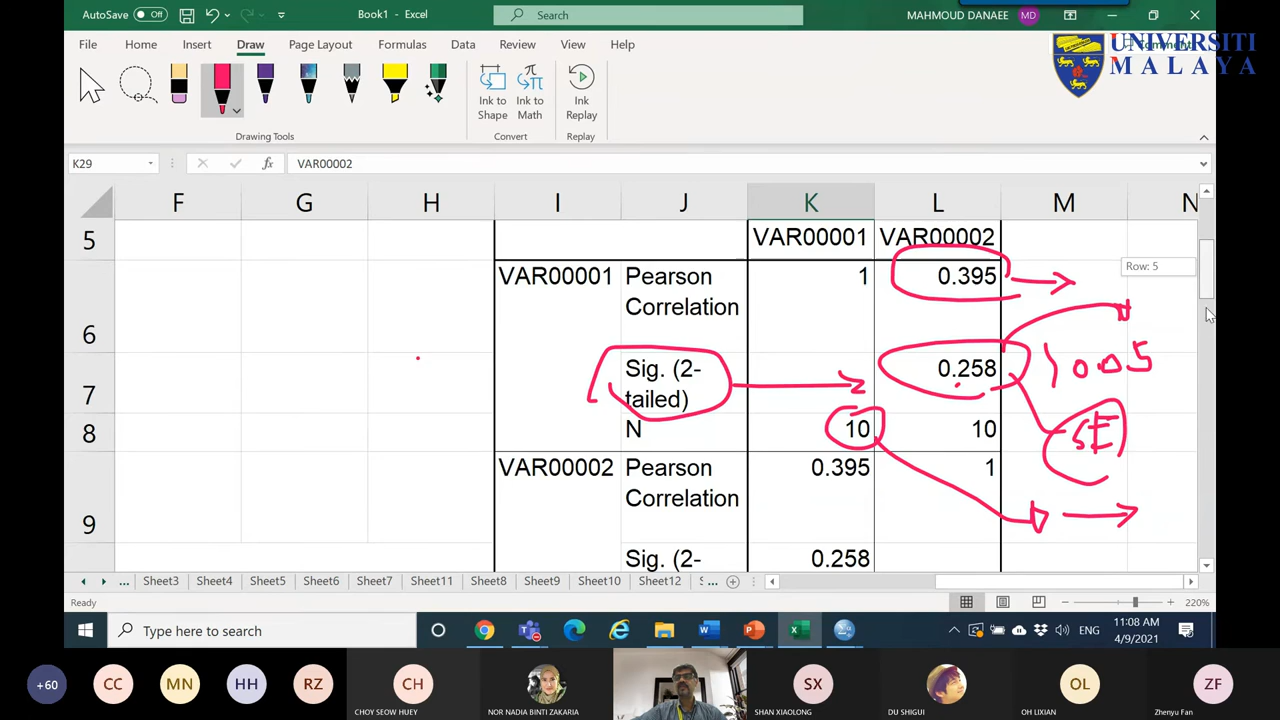 AutoSave Off Book1 - Excel Search MAHMOUD DANAEE MD
File Home Insert Draw Page Layout Formulas Data Review View Help
UNIVERSITI
MALAYA
Ink to Shape
Ink to Math
Ink Replay
Drawing Tools Convert Replay
K29 fx VAR00002
F G H I J K L M N
5 VAR00001 VAR00002
Row: 5
6 VAR00001 Pearson Correlation 1 0.395
7 Sig. (2-tailed) 0.258
0.05
SE
8 N 10 10
9 VAR00002 Pearson Correlation 0.395 1
Sig. (2- 0.258
... Sheet3 Sheet4 Sheet5 Sheet6 Sheet7 Sheet11 Sheet8 Sheet9 Sheet10 Sheet12 ...
Ready 220%
Type here to search ENG 11:08 AM
4/9/2021
+60 CC MN HH RZ CH SX OL ZF
CHOY SEOW HUEY NOR NADIA BINTI ZAKARIA SHAN XIAOLONG DU SHIGUI OH LIXIAN Zhenyu Fan